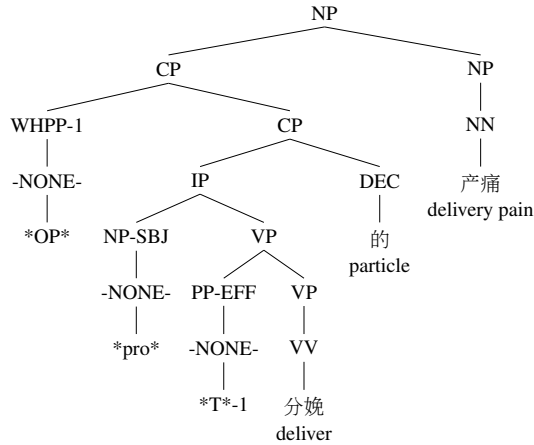 NP
CP NP
WHPP-1 CP NN
-NONE- IP DEC 产痛
*OP* NP-SBJ VP 的 delivery pain
particle
-NONE- PP-EFF VP
*pro* -NONE- VV
*T*-1 分娩
deliver